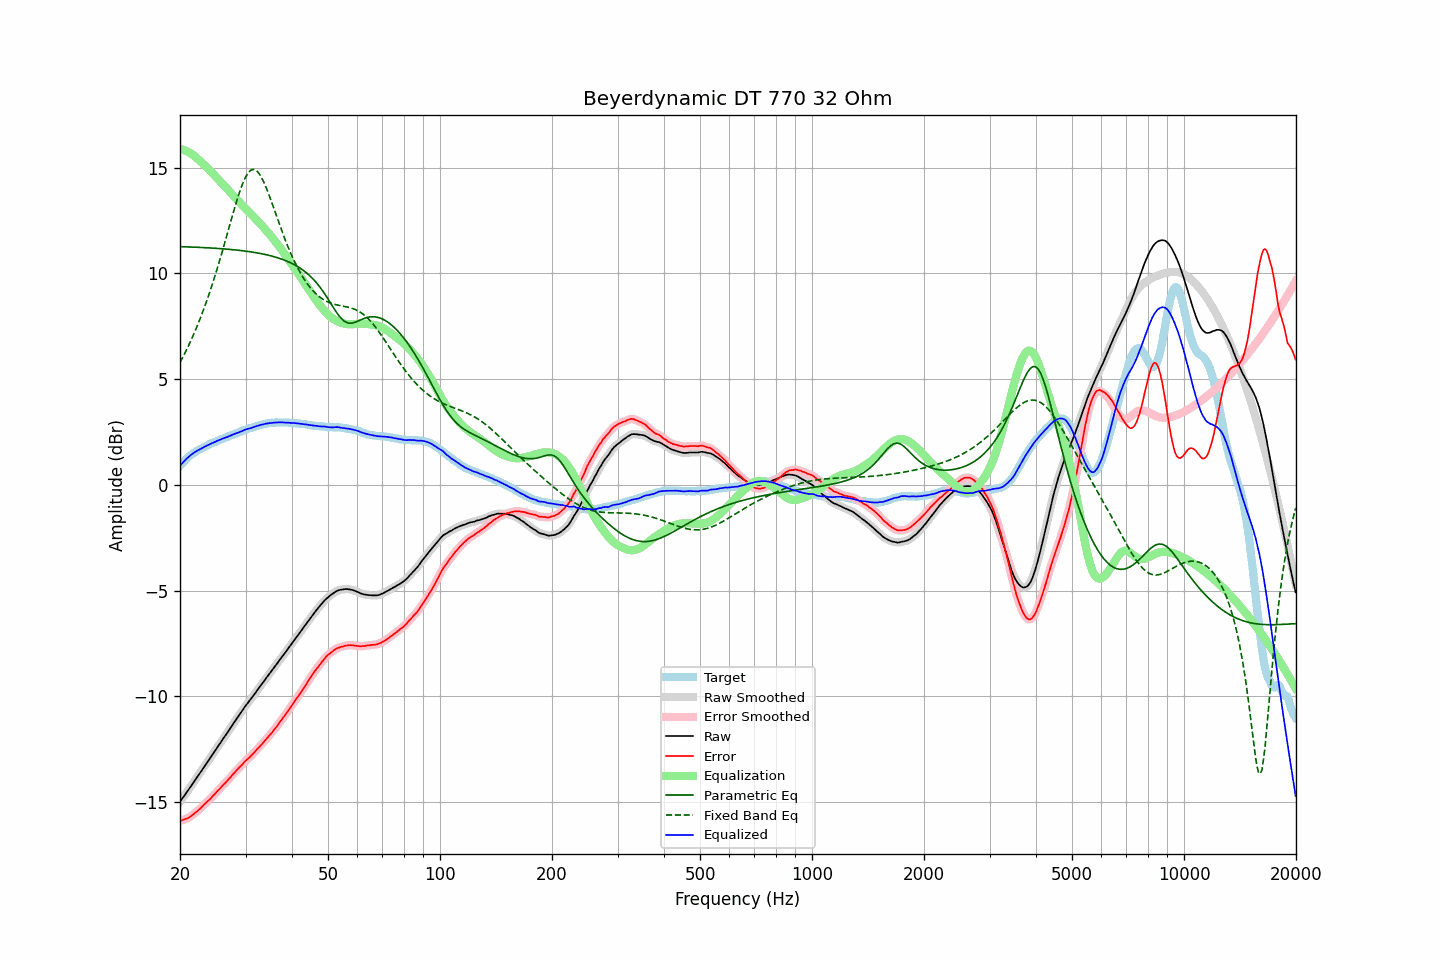 Beyerdynamic DT 770 32 Ohm
Amplitude (dBr)
15
10
5
0
−5
−10
−15
Target
Raw Smoothed
Error Smoothed
Raw
Error
Equalization
Parametric Eq
Fixed Band Eq
Equalized
20 50 100 200 500 1000 2000 5000 10000 20000
Frequency (Hz)